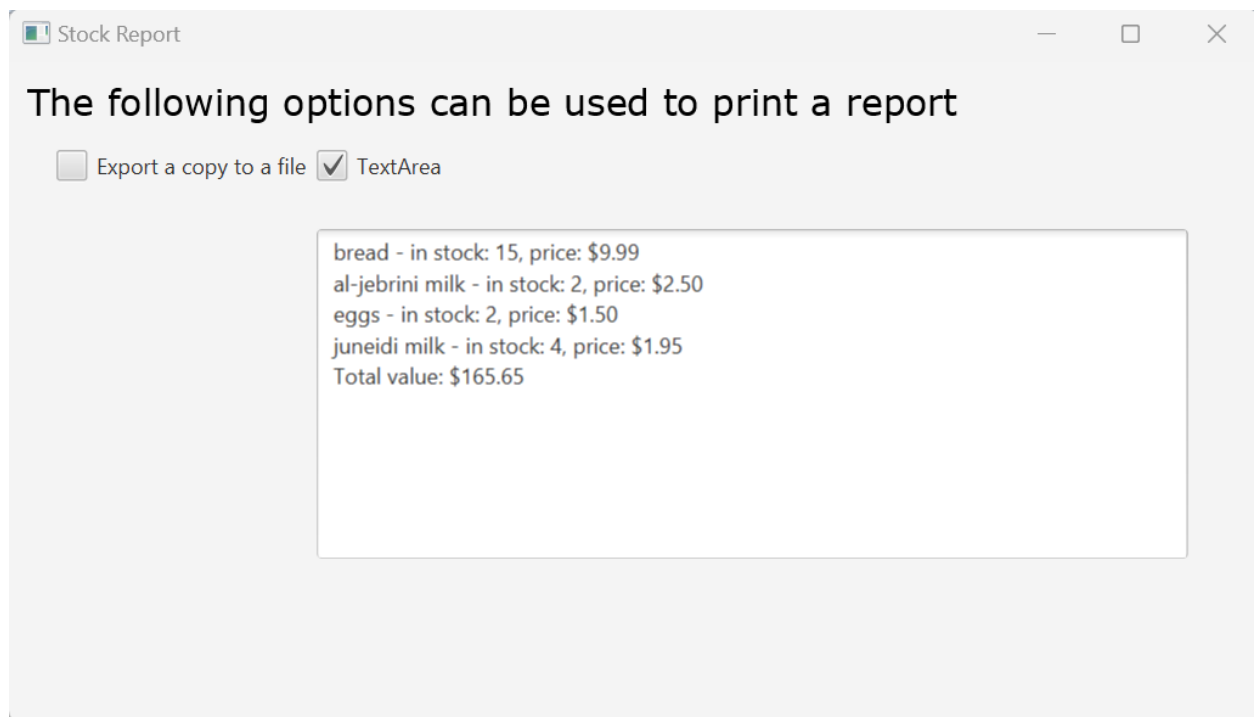 Stock Report
The following options can be used to print a report
Export a copy to a file TextArea
bread - in stock: 15, price: $9.99
al-jebrini milk - in stock: 2, price: $2.50
eggs - in stock: 2, price: $1.50
juneidi milk - in stock: 4, price: $1.95
Total value: $165.65